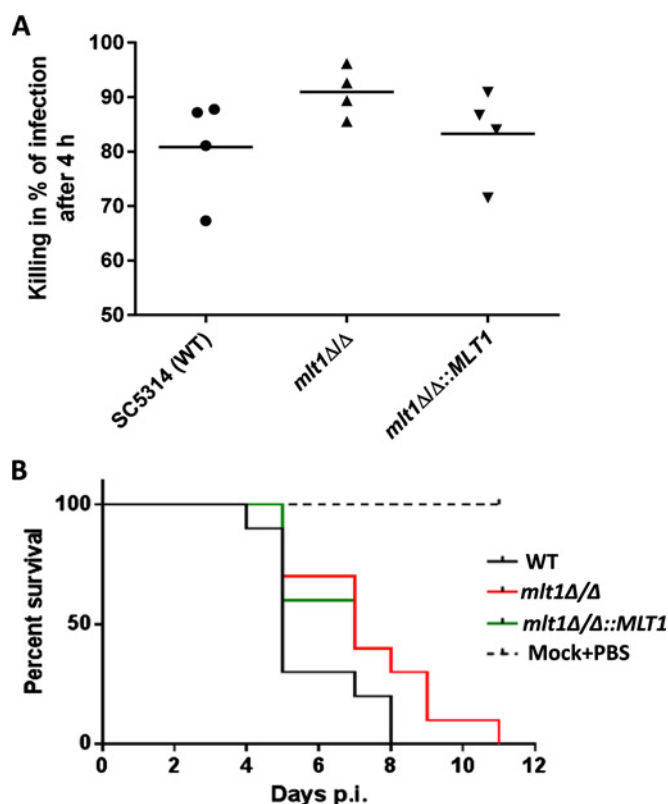 A
Killing in % of infection
after 4 h
100
90
80
70
60
50
SC5314 (WT)
mlt1Δ/Δ
mlt1Δ/Δ::MLT1
B
Percent survival
100
50
0
0 2 4 6 8 10 12
Days p.i.
WT
mlt1Δ/Δ
mlt1Δ/Δ::MLT1
Mock+PBS